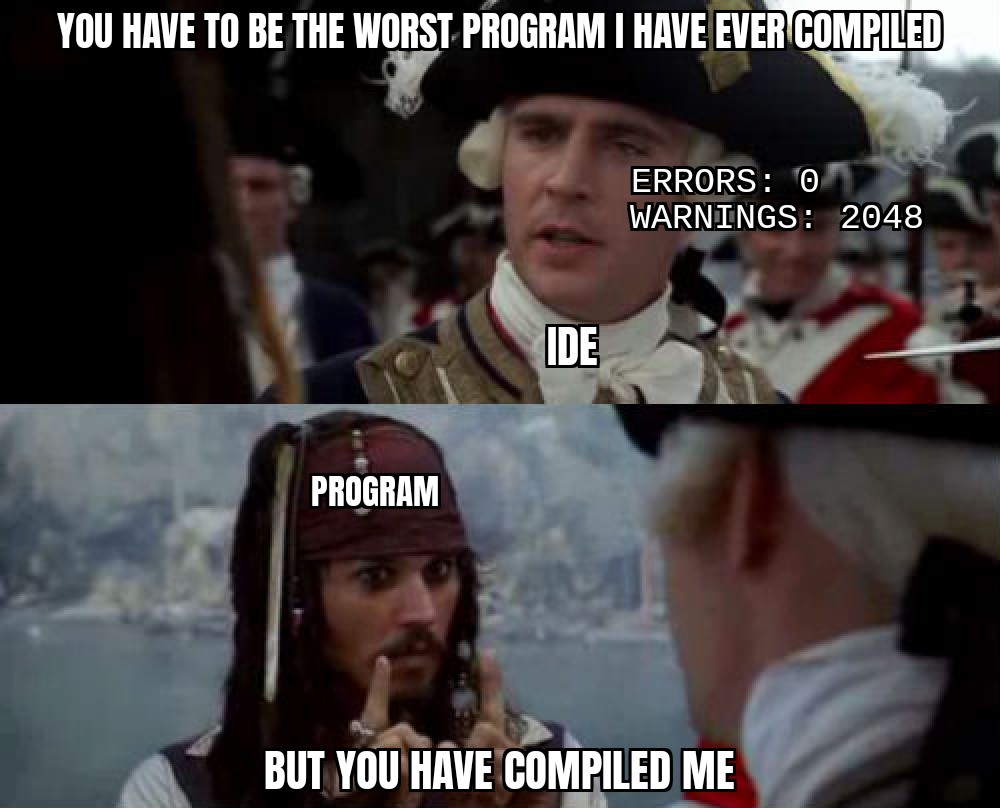 YOU HAVE TO BE THE WORST PROGRAM I HAVE EVER COMPILED
ERRORS: 0
WARNINGS: 2048
IDE
PROGRAM
BUT YOU HAVE COMPILED ME